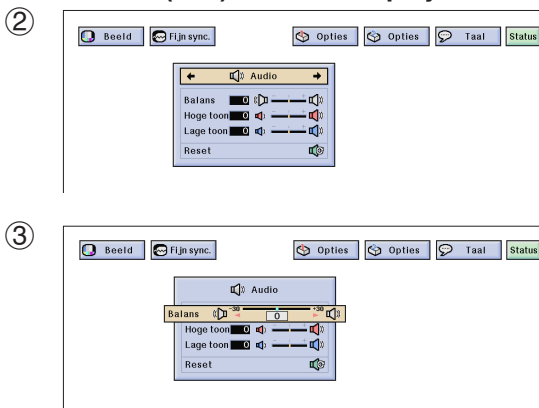 ②
Beeld Fijn sync. Opties Opties Taal Status
Audio
Balans 0
Hoge toon 0
Lage toon 0
Reset
③
Beeld Fijn sync. Opties Opties Taal Status
Audio
Balans -30 0 +30
Hoge toon 0
Lage toon 0
Reset